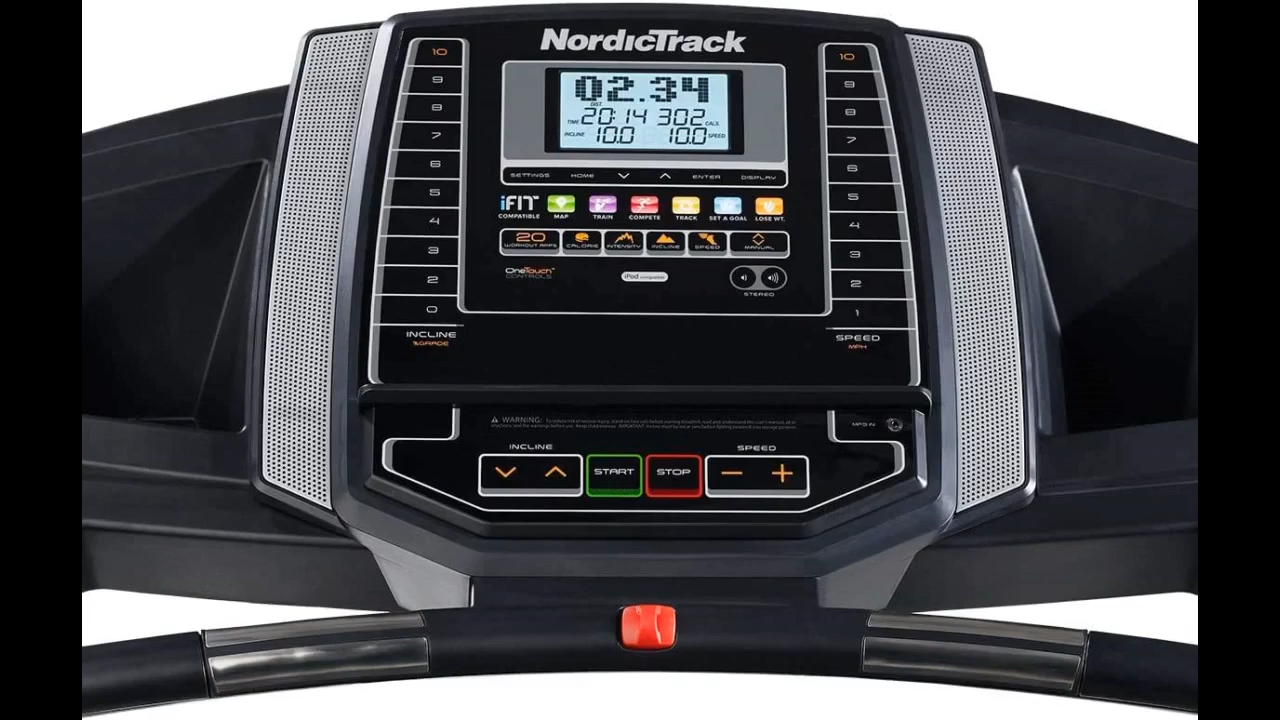 NordicTrack
02.34
DIST.
TIME 20:14 302 CALS.
INCLINE 10.0 10.0 SPEED
SETTINGS HOME ENTER DISPLAY
iFIT COMPATIBLE
MAP
TRAIN
COMPETE
TRACK
SET A GOAL
LOSE WT.
20 WORKOUT APPS
CALORIE
INTENSITY
INCLINE
SPEED
MANUAL
OneTouch™
CONTROLS
iPod compatible
STEREO
10
9
8
7
6
5
4
3
2
0
INCLINE
%GRADE
10
9
8
7
6
5
4
3
2
1
SPEED
MPH
WARNING:
MP3 IN
INCLINE
SPEED
START
STOP